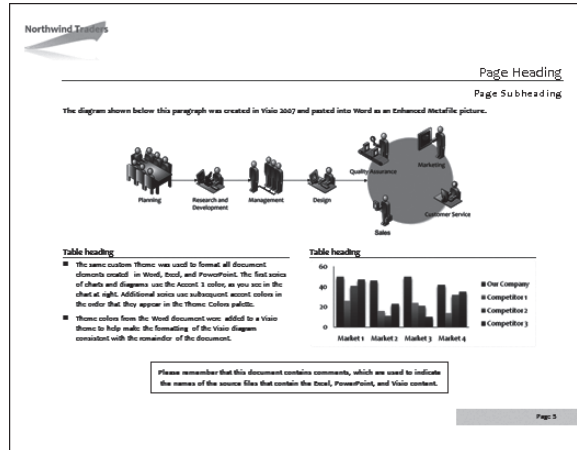 Northwind Traders
Page Heading
Page Subheading
The diagram shown below this paragraph was created in Visio 2007 and pasted into Word as an Enhanced Metafile picture.
Planning
Research and
Development
Management
Design
Quality Assurance
Marketing
Customer Service
Sales
Table heading
■ The same custom Theme was used to format all document
elements created in Word, Excel, and PowerPoint. The first series
of charts and diagrams use the Accent 1 color, as you see in the
chart at right. Additional series use subsequent accent colors in
the order that they appear in the Theme Colors palette.
■ Theme colors from the Word document were added to a Visio
theme to help make the formatting of the Visio diagram
consistent with the remainder of the document.
Table heading
60
40
20
0
Market 1 Market 2 Market 3 Market 4
Our Company
Competitor 1
Competitor 2
Competitor 3
Please remember that this document contains comments, which are used to indicate
the names of the source files that contain the Excel, PowerPoint, and Visio content.
Page 5